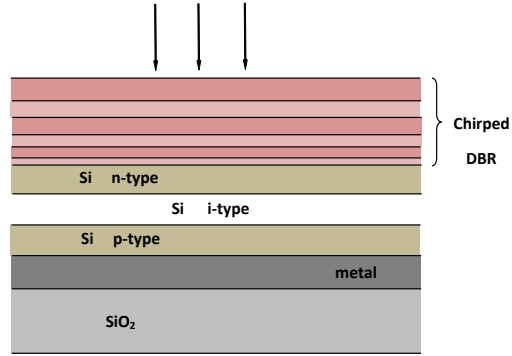 Chirped
DBR
Si n-type
Si i-type
Si p-type
metal
SiO₂